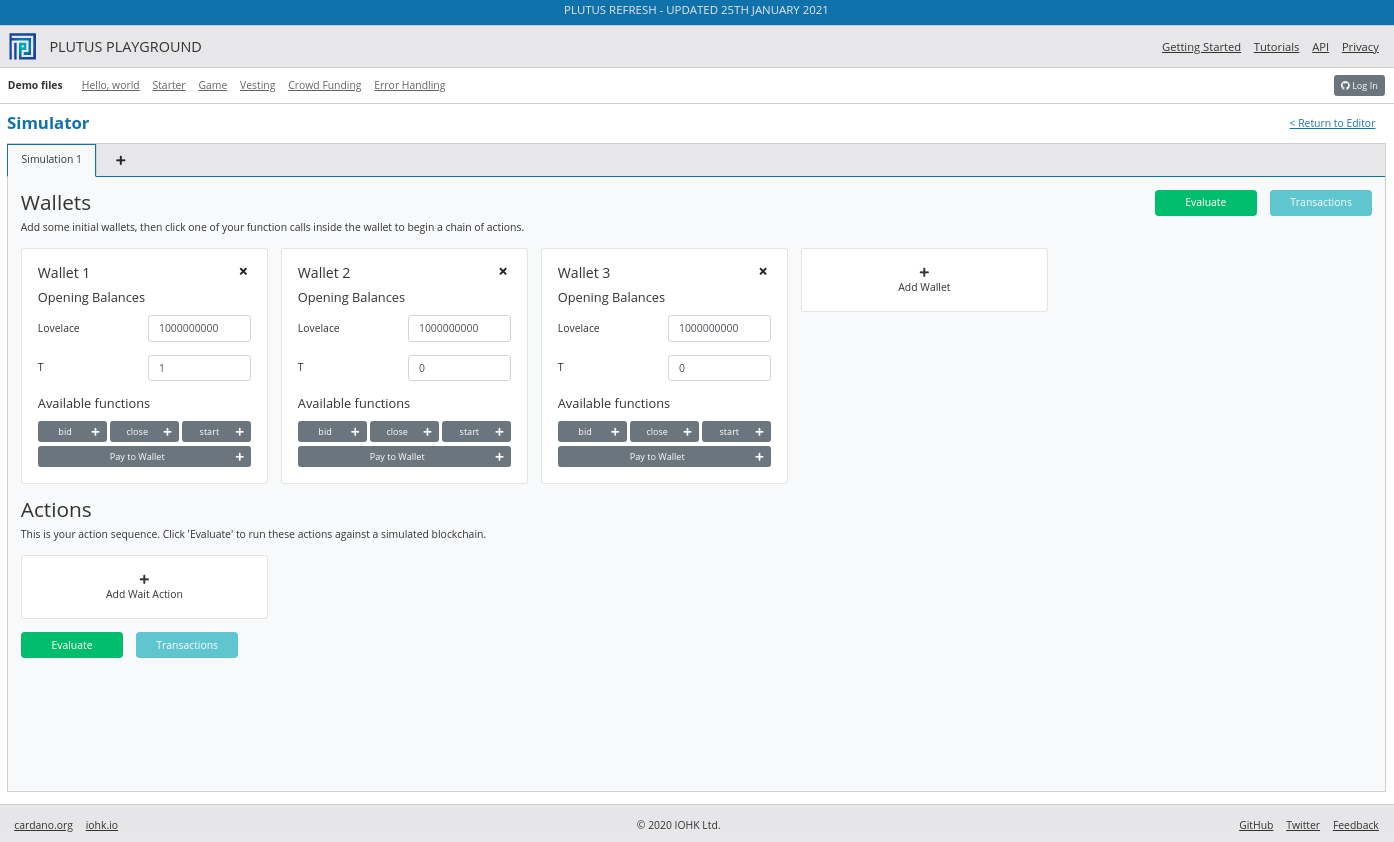 PLUTUS REFRESH - UPDATED 25TH JANUARY 2021
PLUTUS PLAYGROUND
Getting Started Tutorials API Privacy
Demo files Hello, world Starter Game Vesting Crowd Funding Error Handling
Log In
Simulator
< Return to Editor
Simulation 1
Wallets
Evaluate Transactions
Add some initial wallets, then click one of your function calls inside the wallet to begin a chain of actions.
Wallet 1
Opening Balances
Lovelace 1000000000
T 1
Available functions
bid close start
Pay to Wallet
Wallet 2
Opening Balances
Lovelace 1000000000
T 0
Available functions
bid close start
Pay to Wallet
Wallet 3
Opening Balances
Lovelace 1000000000
T 0
Available functions
bid close start
Pay to Wallet
Add Wallet
Actions
This is your action sequence. Click 'Evaluate' to run these actions against a simulated blockchain.
Add Wait Action
Evaluate Transactions
cardano.org iohk.io
© 2020 IOHK Ltd.
GitHub Twitter Feedback